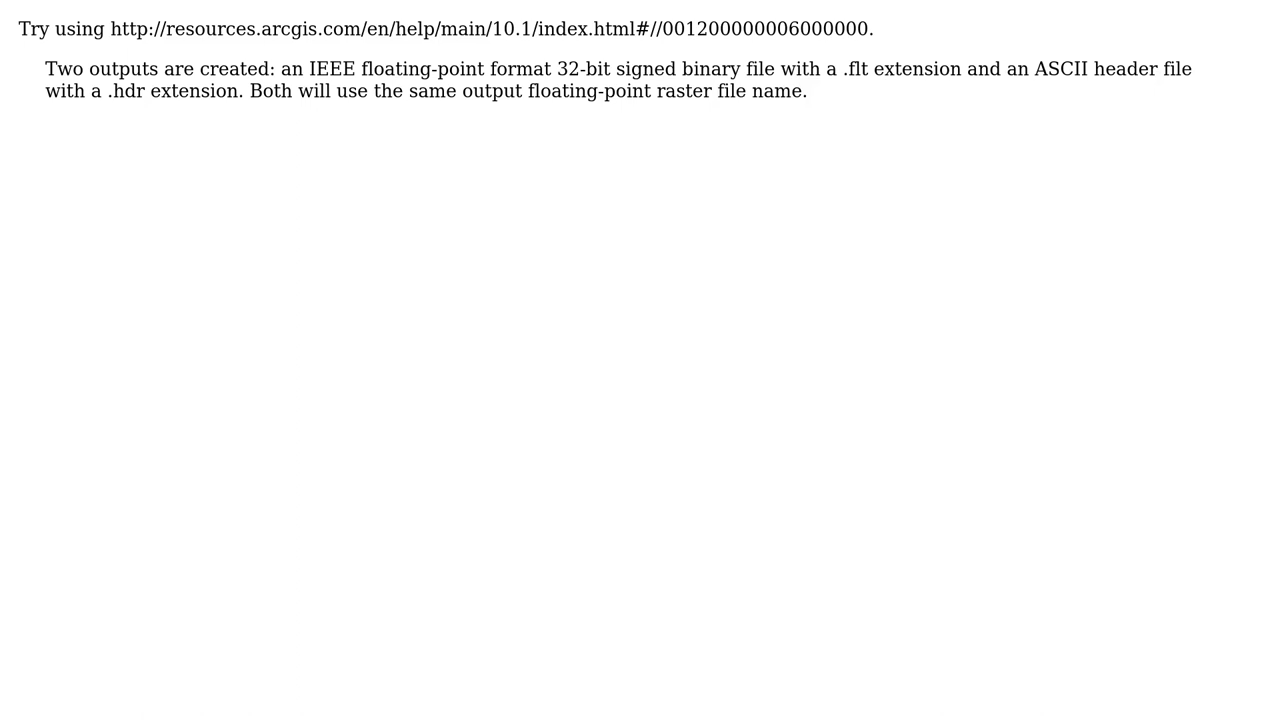 Try using http://resources.arcgis.com/en/help/main/10.1/index.html#//001200000006000000.
Two outputs are created: an IEEE floating-point format 32-bit signed binary file with a .flt extension and an ASCII header file
with a .hdr extension. Both will use the same output floating-point raster file name.